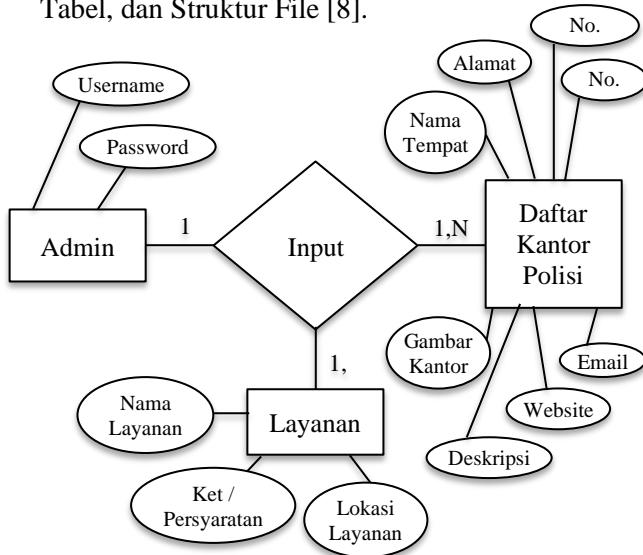 Tabel, dan Struktur File [8].
No.
Username
Alamat
No.
Nama
Tempat
Password
Admin
1
Input
1,N
Daftar
Kantor
Polisi
Gambar
Kantor
Email
1,
Nama
Layanan
Layanan
Website
Deskripsi
Ket /
Persyaratan
Lokasi
Layanan